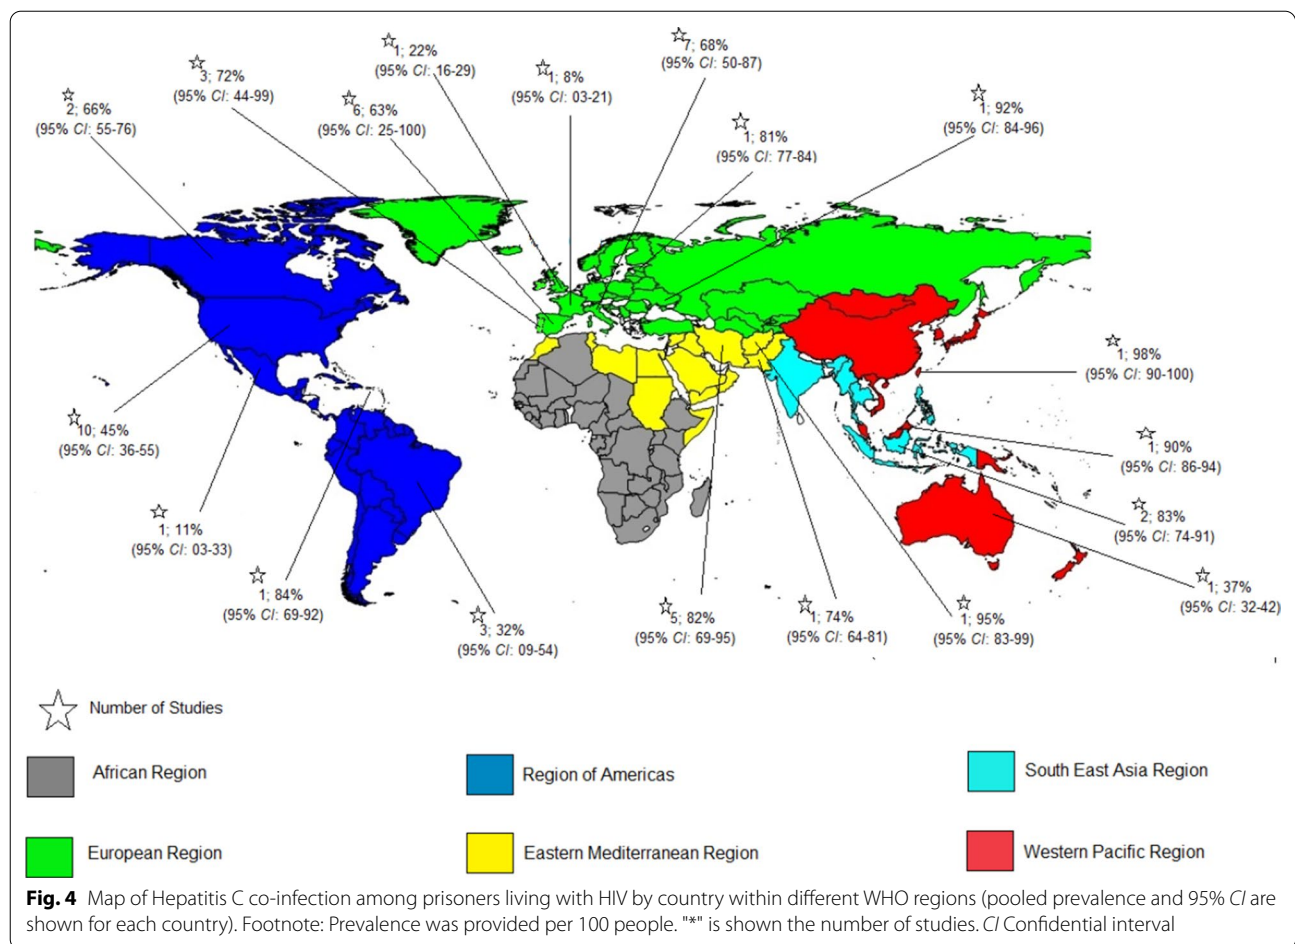 1; 22%
(95% CI: 16-29)
7; 68%
(95% CI: 50-87)
3; 72%
(95% CI: 44-99)
1; 8%
(95% CI: 03-21)
2; 66%
(95% CI: 55-76)
6; 63%
(95% CI: 25-100)
1; 92%
(95% CI: 84-96)
1; 81%
(95% CI: 77-84)
1; 98%
(95% CI: 90-100)
10; 45%
(95% CI: 36-55)
1; 90%
(95% CI: 86-94)
1; 11%
(95% CI: 03-33)
2; 83%
(95% CI: 74-91)
1; 84%
(95% CI: 69-92)
1; 37%
(95% CI: 32-42)
3; 32%
(95% CI: 09-54)
5; 82%
(95% CI: 69-95)
1; 74%
(95% CI: 64-81)
1; 95%
(95% CI: 83-99)
Number of Studies
African Region
Region of Americas
South East Asia Region
European Region
Eastern Mediterranean Region
Western Pacific Region
Fig. 4 Map of Hepatitis C co-infection among prisoners living with HIV by country within different WHO regions (pooled prevalence and 95% CI are
shown for each country). Footnote: Prevalence was provided per 100 people. "*" is shown the number of studies. CI Confidential interval